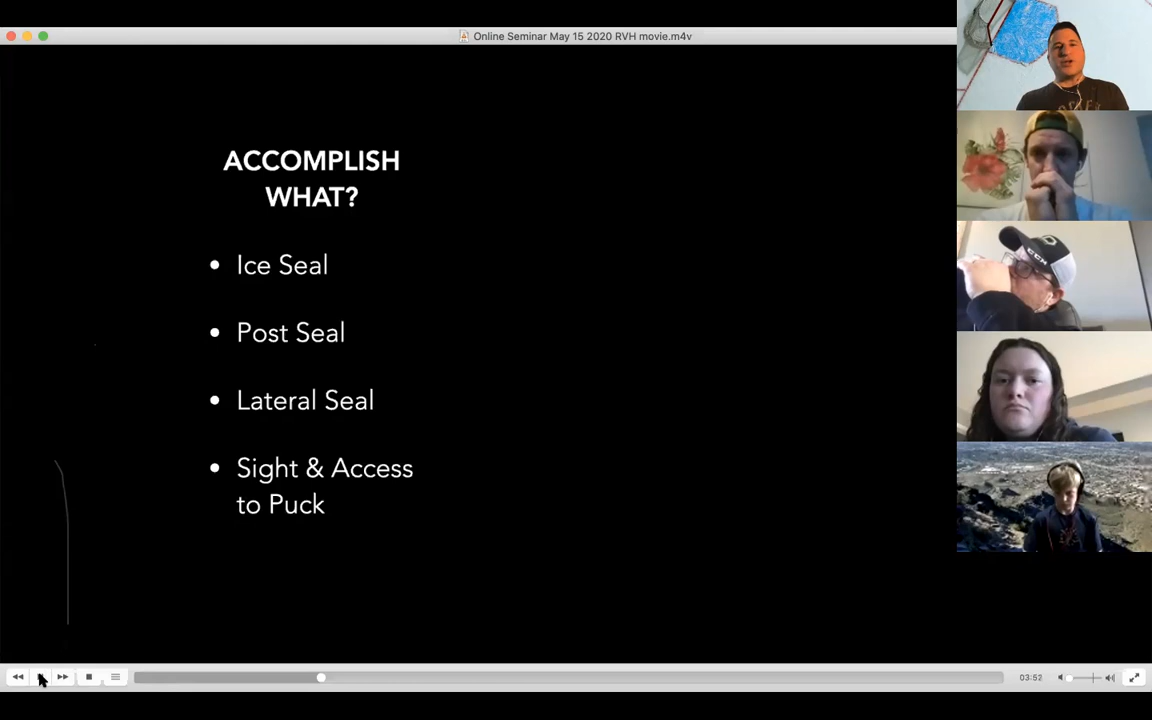 Online Seminar May 15 2020 RVH movie.m4v
ACCOMPLISH
WHAT?
• Ice Seal
• Post Seal
• Lateral Seal
• Sight & Access
to Puck
CCM
03:52